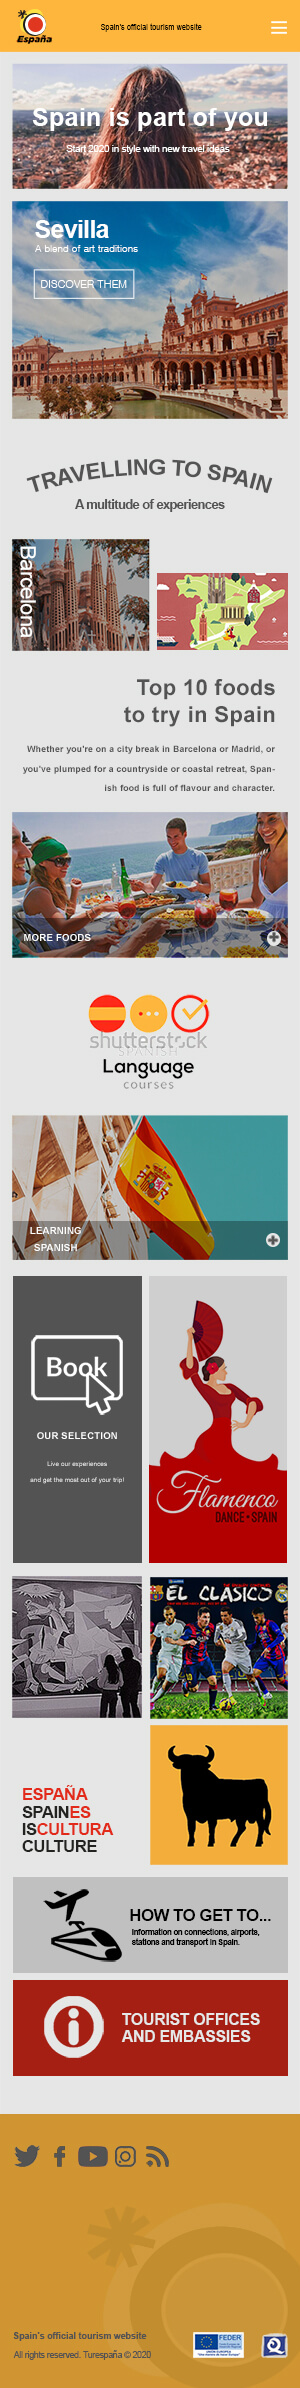 España
Spain's official tourism website
Spain is part of you
Start 2020 in style with new travel ideas
Sevilla
A blend of art traditions
DISCOVER THEM
TRAVELLING TO SPAIN
A multitude of experiences
Barcelona
Top 10 foods
to try in Spain
Whether you're on a city break in Barcelona or Madrid, or
you've plumped for a countryside or coastal retreat, Span-
ish food is full of flavour and character.
MORE FOODS
shutterstock
SPANISH
Language
courses
LEARNING
SPANISH
Book
OUR SELECTION
Live our experiences
and get the most out of your trip!
Flamenco
DANCE • SPAIN
EL CLASICO
ESPAÑA
SPAINES
ISCULTURA
CULTURE
HOW TO GET TO...
Information on connections, airports,
stations and transport in Spain.
TOURIST OFFICES
AND EMBASSIES
Spain's official tourism website
All rights reserved. Turespaña © 2020
FEDER